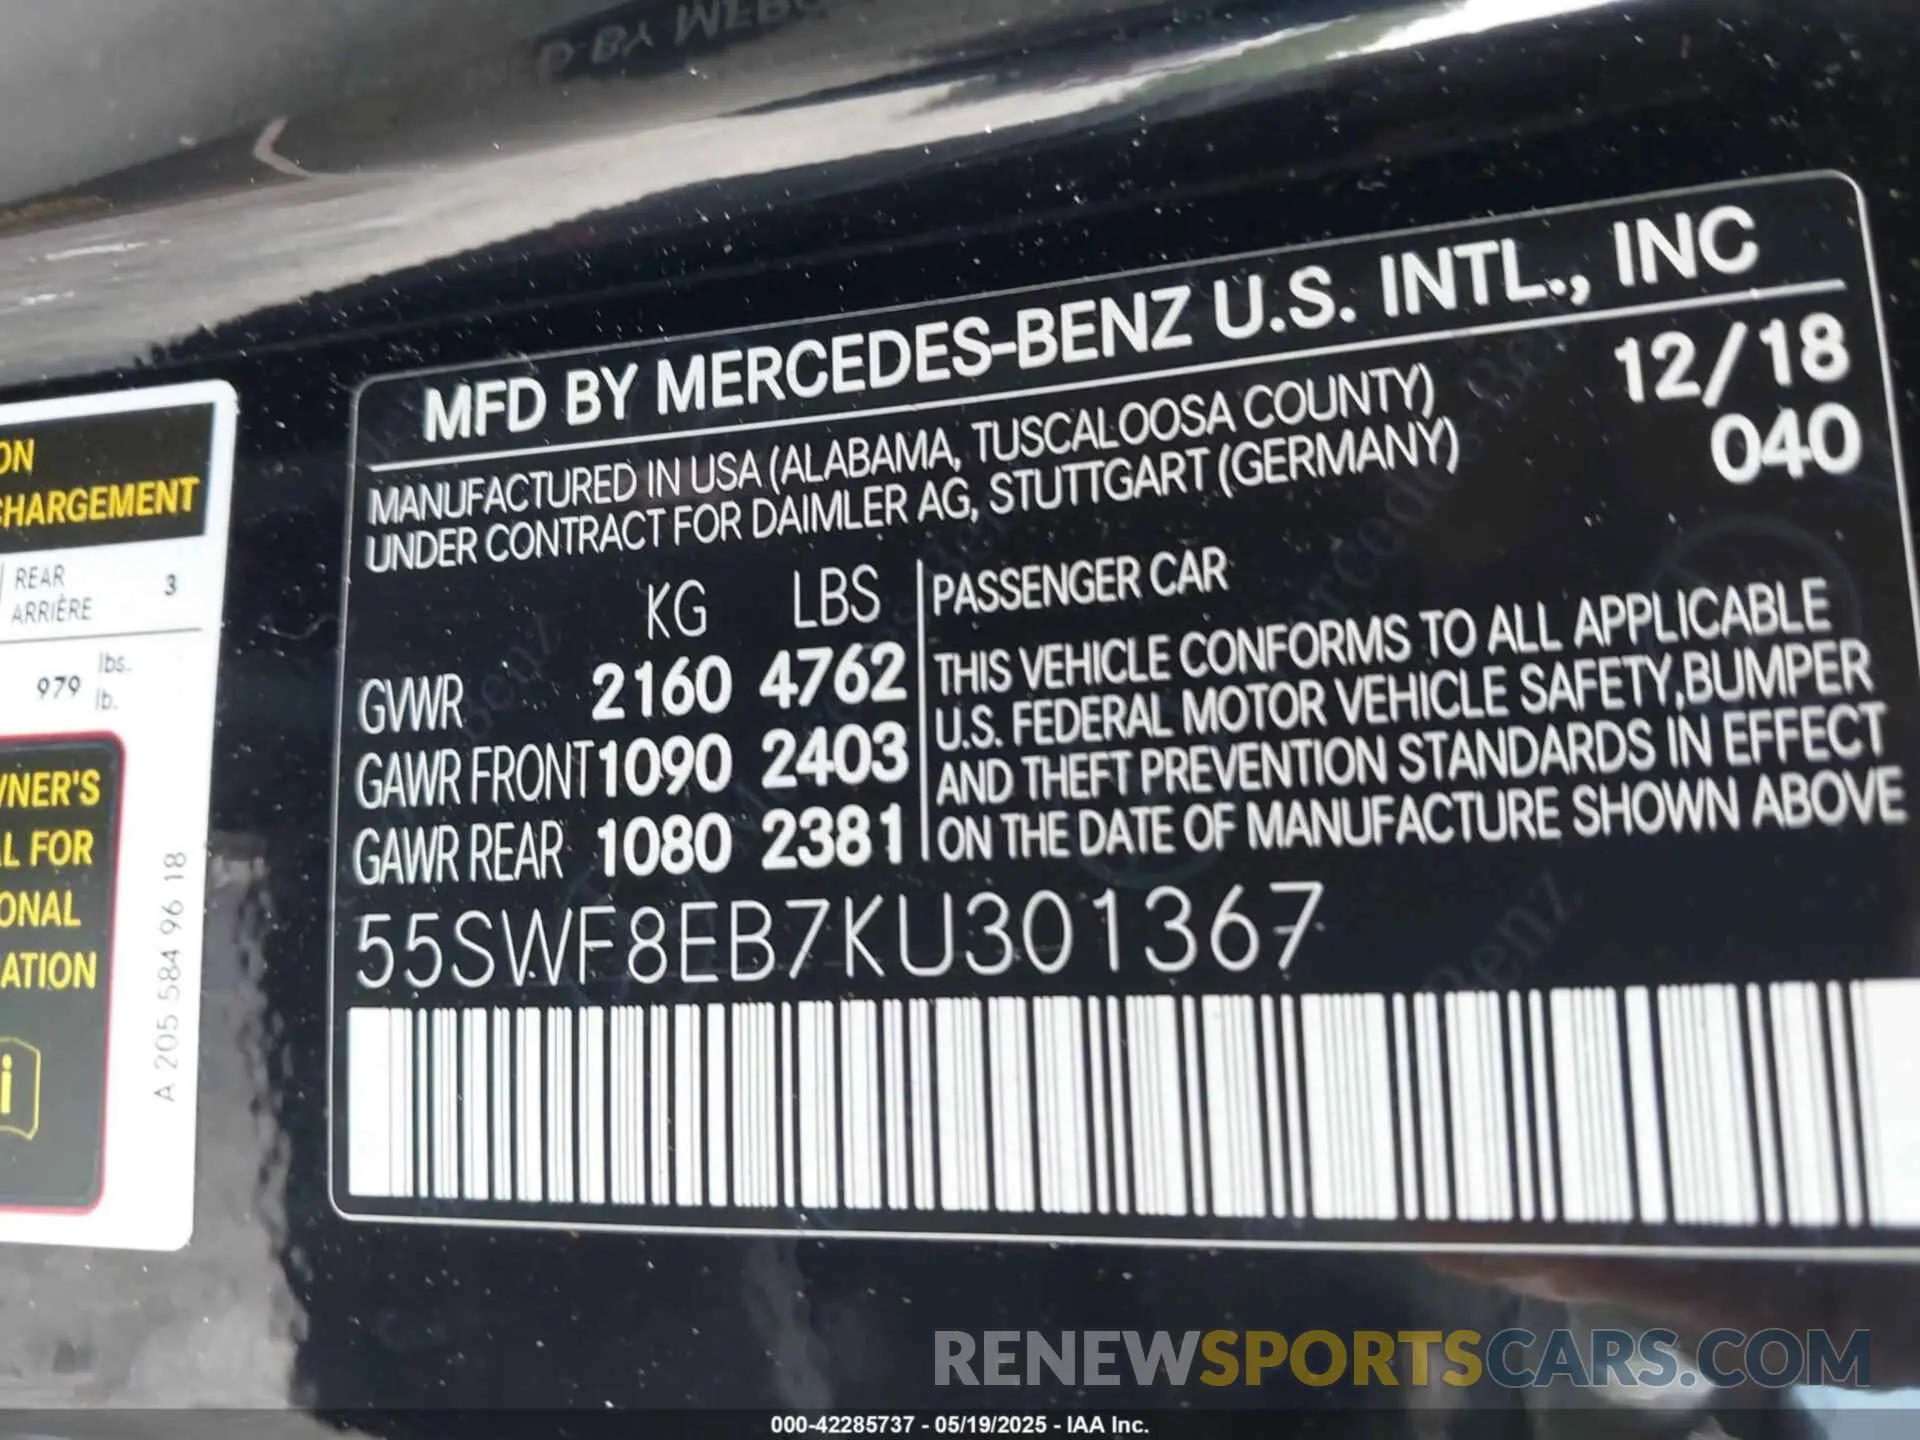 MFD BY MERCEDES-BENZ U.S. INTL., INC
MANUFACTURED IN USA (ALABAMA, TUSCALOOSA COUNTY)
UNDER CONTRACT FOR DAIMLER AG, STUTTGART (GERMANY)
12/18
040
KG LBS
GVWR 2160 4762
GAWR FRONT 1090 2403
GAWR REAR 1080 2381
PASSENGER CAR
THIS VEHICLE CONFORMS TO ALL APPLICABLE
U.S. FEDERAL MOTOR VEHICLE SAFETY,BUMPER
AND THEFT PREVENTION STANDARDS IN EFFECT
ON THE DATE OF MANUFACTURE SHOWN ABOVE
55SWF8EB7KU301367
ON
CHARGEMENT
REAR 3
ARRIÈRE
979 lbs.
lb.
WNER'S
L FOR
ONAL
ATION
i
A 205 584 96 18
RENEWSPORTSCARS.COM
000-42285737 - 05/19/2025 - IAA Inc.